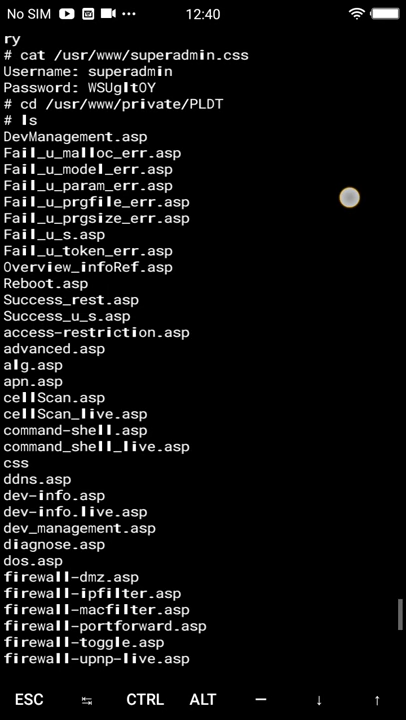 No SIM 12:40
ry
# cat /usr/www/superadmin.css
Username: superadmin
Password: WSUgltOY
# cd /usr/www/private/PLDT
# ls
DevManagement.asp
Fail_u_malloc_err.asp
Fail_u_model_err.asp
Fail_u_param_err.asp
Fail_u_prgfile_err.asp
Fail_u_prgsize_err.asp
Fail_u_s.asp
Fail_u_token_err.asp
Overview_infoRef.asp
Reboot.asp
Success_rest.asp
Success_u_s.asp
access-restriction.asp
advanced.asp
alg.asp
apn.asp
cellScan.asp
cellScan_live.asp
command-shell.asp
command_shell_live.asp
css
ddns.asp
dev-info.asp
dev-info.live.asp
dev_management.asp
diagnose.asp
dos.asp
firewall-dmz.asp
firewall-ipfilter.asp
firewall-macfilter.asp
firewall-portforward.asp
firewall-toggle.asp
firewall-upnp-live.asp
ESC CTRL ALT — ↓ ↑